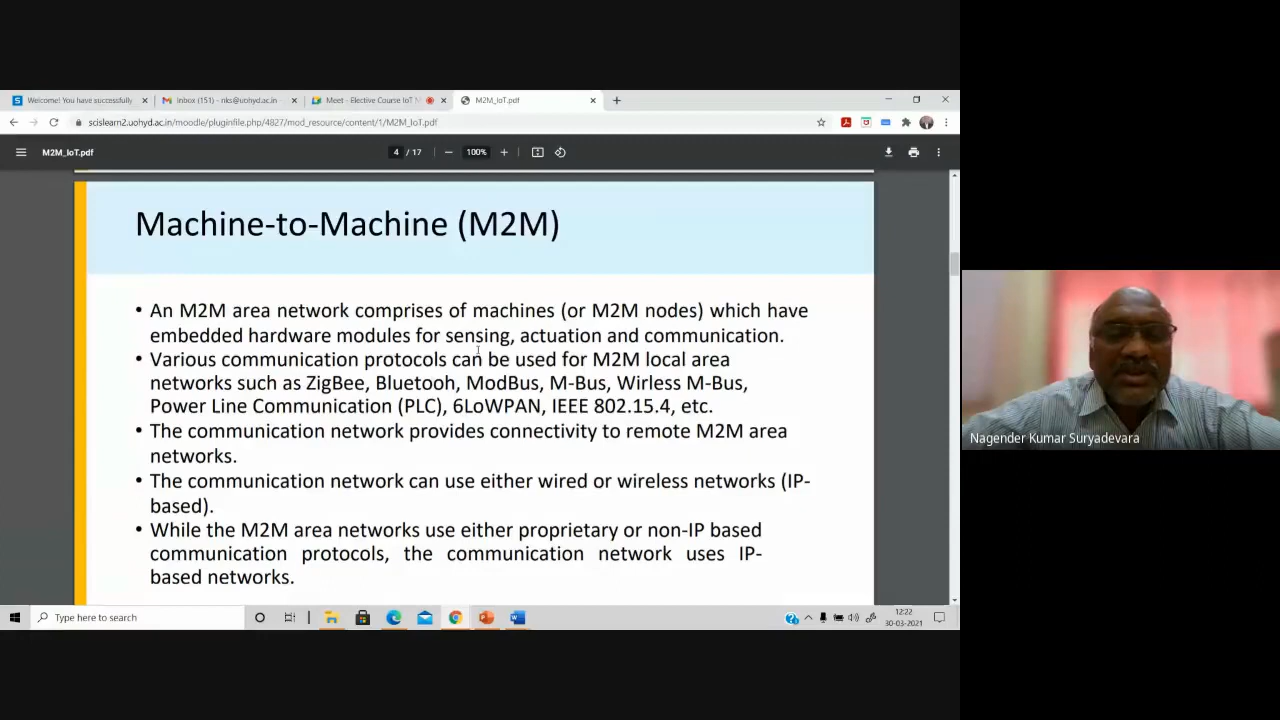 Welcome! You have successfully
Inbox (151) - nks@uohyd.ac.in -
Meet - Elective Course IoT
M2M_IoT.pdf
scislearn2.uohyd.ac.in/moodle/pluginfile.php/4827/mod_resource/content/1/M2M_IoT.pdf
M2M_IoT.pdf
4 / 17
100%
Machine-to-Machine (M2M)
• An M2M area network comprises of machines (or M2M nodes) which have
embedded hardware modules for sensing, actuation and communication.
• Various communication protocols can be used for M2M local area
networks such as ZigBee, Bluetooh, ModBus, M-Bus, Wirless M-Bus,
Power Line Communication (PLC), 6LoWPAN, IEEE 802.15.4, etc.
• The communication network provides connectivity to remote M2M area
networks.
• The communication network can use either wired or wireless networks (IP-
based).
• While the M2M area networks use either proprietary or non-IP based
communication protocols, the communication network uses IP-
based networks.
Nagender Kumar Suryadevara
Type here to search
12:22
30-03-2021